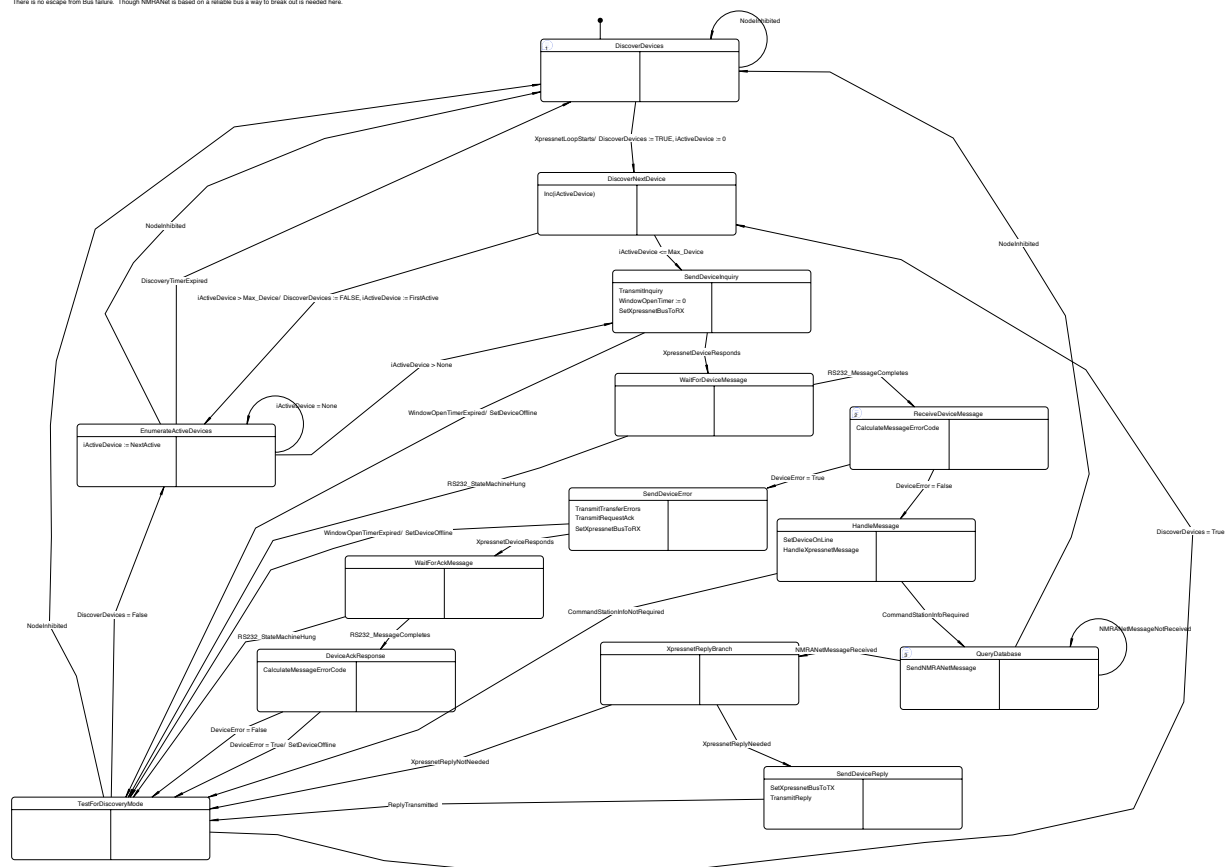 There is no escape from Bus failure. Though NMRANet is based on a reliable bus a way to break out is needed here.
NodeInhibited
1
DiscoverDevices
XpressnetLoopStarts/ DiscoverDevices := TRUE, iActiveDevice := 0
DiscoverNextDevice
Inc(iActiveDevice)
NodeInhibited
NodeInhibited
iActiveDevice <= Max_Device
SendDeviceInquiry
DiscoveryTimerExpired
TransmitInquiry
WindowOpenTimer := 0
SetXpressnetBusToRX
iActiveDevice > Max_Device/ DiscoverDevices := FALSE, iActiveDevice := FirstActive
XpressnetDeviceResponds
iActiveDevice > None
RS232_MessageCompletes
WaitForDeviceMessage
iActiveDevice = None
WindowOpenTimerExpired/ SetDeviceOffline
2
ReceiveDeviceMessage
CalculateMessageErrorCode
EnumerateActiveDevices
iActiveDevice := NextActive
DeviceError = True
RS232_StateMachineHung
DeviceError = False
SendDeviceError
TransmitTransferErrors
TransmitRequestAck
SetXpressnetBusToRX
HandleMessage
SetDeviceOnLine
HandleXpressnetMessage
WindowOpenTimerExpired/ SetDeviceOffline
DiscoverDevices = True
XpressnetDeviceResponds
WaitForAckMessage
CommandStationInfoNotRequired
CommandStationInfoRequired
DiscoverDevices = False
NodeInhibited
RS232_StateMachineHung
RS232_MessageCompletes
NMRANetMessageNotReceived
XpressnetReplyBranch
NMRANetMessageReceived
3
QueryDatabase
SendNMRANetMessage
DeviceAckResponse
CalculateMessageErrorCode
DeviceError = False
DeviceError = True/ SetDeviceOffline
XpressnetReplyNeeded
XpressnetReplyNotNeeded
SendDeviceReply
SetXpressnetBusToTX
TransmitReply
TestForDiscoveryMode
ReplyTransmitted